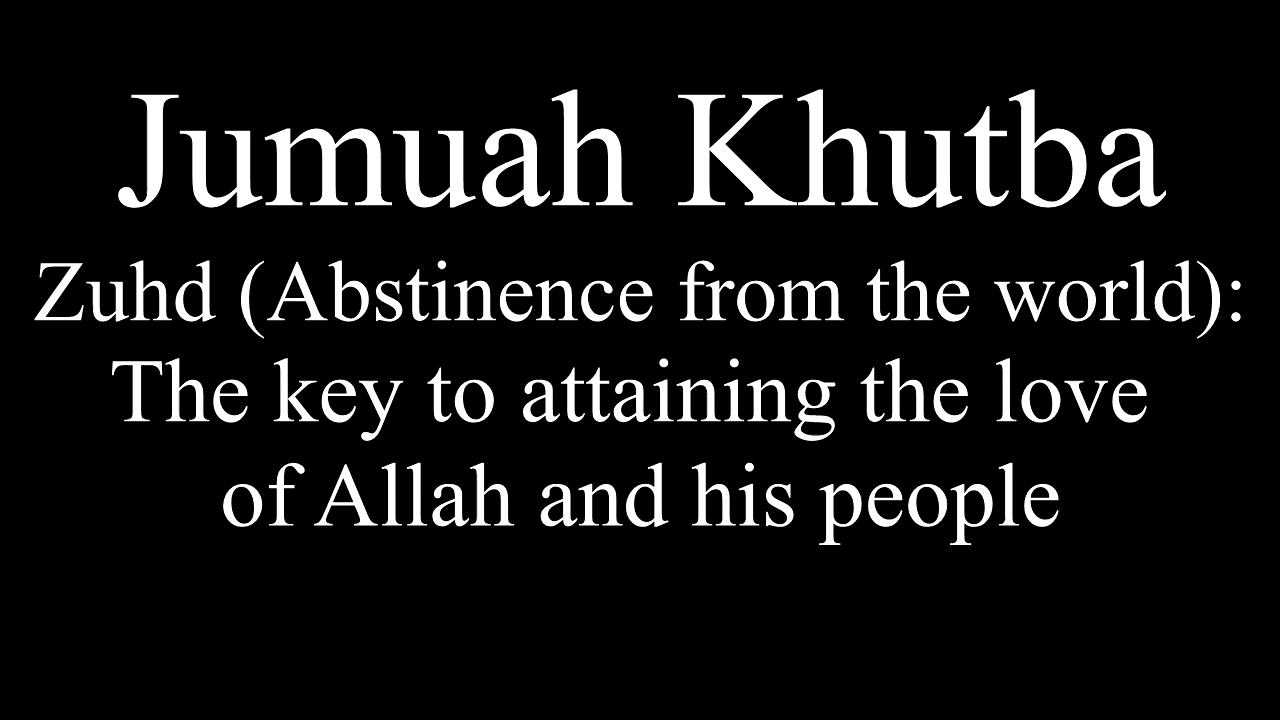 Jumuah Khutba
Zuhd (Abstinence from the world):
The key to attaining the love
of Allah and his people